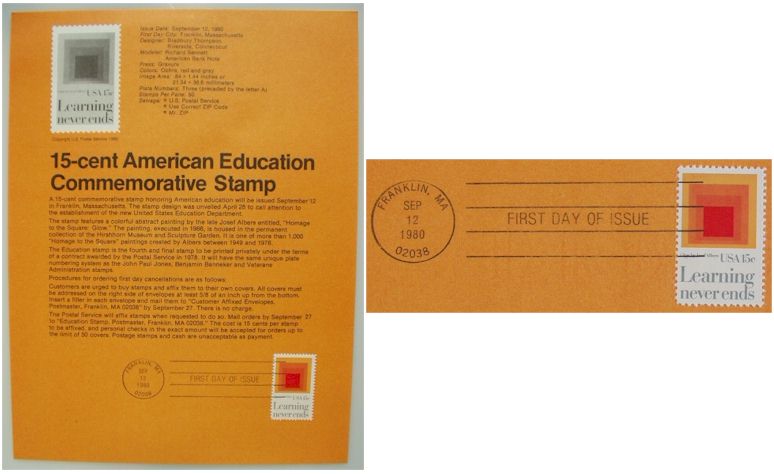 Issue Date: September 12, 1980
First Day City: Franklin, Massachusetts
Designer: Bradbury Thompson,
Riverside, Connecticut
Modeler: Richard Sennett
American Bank Note
Press: Gravure
Colors: Ochre, red and gray
Image Area: .84 x 1.44 inches or
21.34 x 36.6 millimeters
Plate Numbers: Three (preceded by the letter A)
Stamps Per Pane: 50
Selvage: ® U.S. Postal Service
® Use Correct ZIP Code
® Mr. ZIP
USA 15c
Learning
never ends
Copyright U.S. Postal Service 1980
15-cent American Education
Commemorative Stamp
A 15-cent commemorative stamp honoring American education will be issued September 12
in Franklin, Massachusetts. The stamp design was unveiled April 28 to call attention to
the establishment of the new United States Education Department.
The stamp features a colorful abstract painting by the late Josef Albers entitled, "Homage
to the Square: Glow." The painting, executed in 1966, is housed in the permanent
collection of the Hirshhorn Museum and Sculpture Garden. It is one of more than 1,000
"Homage to the Square" paintings created by Albers between 1949 and 1976.
The Education stamp is the fourth and final stamp to be printed privately under the terms
of a contract awarded by the Postal Service in 1978. It will have the same unique plate
numbering system as the John Paul Jones, Benjamin Banneker and Veterans
Administration stamps.
Procedures for ordering first day cancellations are as follows:
Customers are urged to buy stamps and affix them to their own covers. All covers must
be addressed on the right side of envelopes at least 5/8 of an inch up from the bottom.
Insert a filler in each envelope and mail them to "Customer Affixed Envelopes,
Postmaster, Franklin, MA 02038" by September 27. There is no charge.
The Postal Service will affix stamps when requested to do so. Mail orders by September 27
to "Education Stamp, Postmaster, Franklin, MA 02038." The cost is 15 cents per stamp
to be affixed, and personal checks in the exact amount will be accepted for orders up to
the limit of 50 covers. Postage stamps and cash are unacceptable as payment.
FRANKLIN, MA
SEP
12
1980
02038
FIRST DAY OF ISSUE
USA 15c
Learning
never ends
FRANKLIN, MA
SEP
12
1980
02038
FIRST DAY OF ISSUE
USA 15c
Learning
never ends